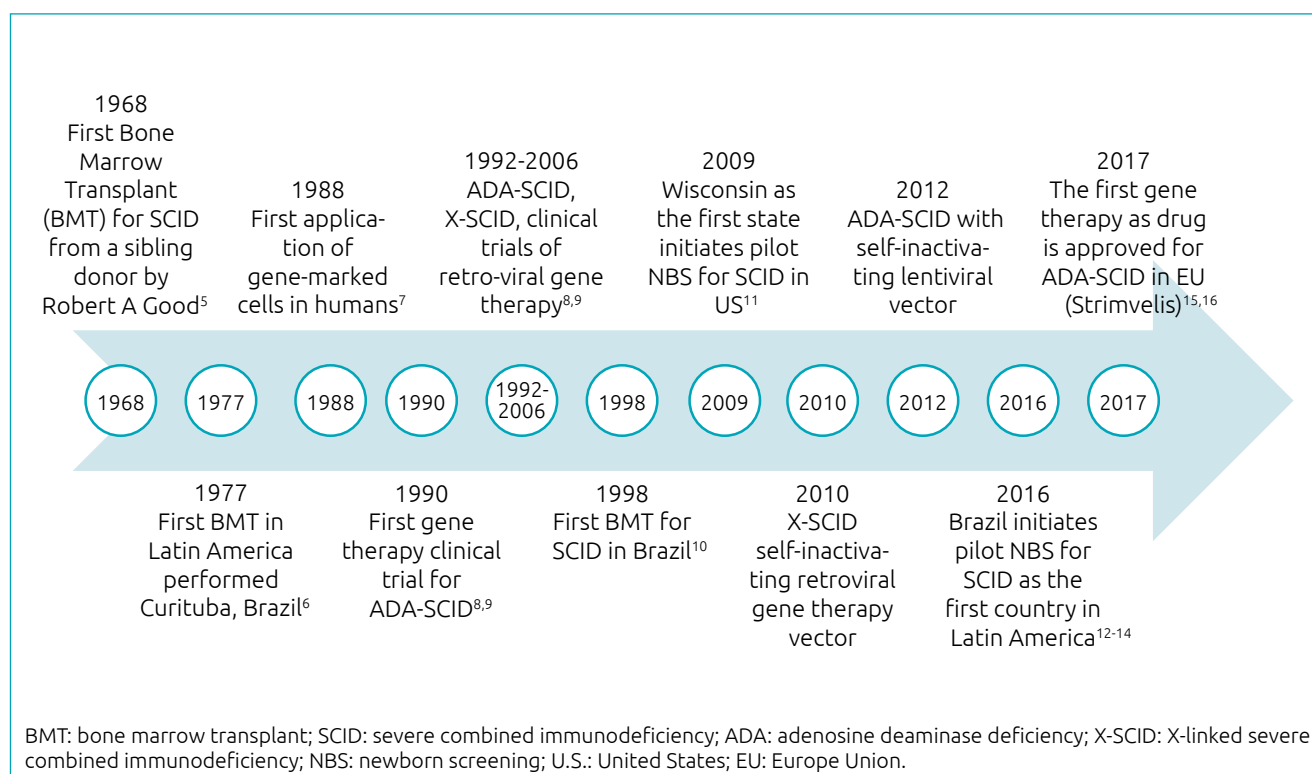 1968
First Bone
Marrow
Transplant
(BMT) for SCID
from a sibling
donor by
Robert A Good⁵
1988
First applica-
tion of
gene-marked
cells in humans⁷
1992-2006
ADA-SCID,
X-SCID, clinical
trials of
retro-viral gene
therapy⁸,⁹
2009
Wisconsin as
the first state
initiates pilot
NBS for SCID in
US¹¹
2012
ADA-SCID with
self-inactiva-
ting lentiviral
vector
2017
The first gene
therapy as drug
is approved for
ADA-SCID in EU
(Strimvelis)¹⁵,¹⁶
1968
1977
1988
1990
1992-
2006
1998
2009
2010
2012
2016
2017
1977
First BMT in
Latin America
performed
Curituba, Brazil⁶
1990
First gene
therapy clinical
trial for
ADA-SCID⁸,⁹
1998
First BMT for
SCID in Brazil¹⁰
2010
X-SCID
self-inactiva-
ting retroviral
gene therapy
vector
2016
Brazil initiates
pilot NBS for
SCID as the
first country in
Latin America¹²-¹⁴
BMT: bone marrow transplant; SCID: severe combined immunodeficiency; ADA: adenosine deaminase deficiency; X-SCID: X-linked severe
combined immunodeficiency; NBS: newborn screening; U.S.: United States; EU: Europe Union.